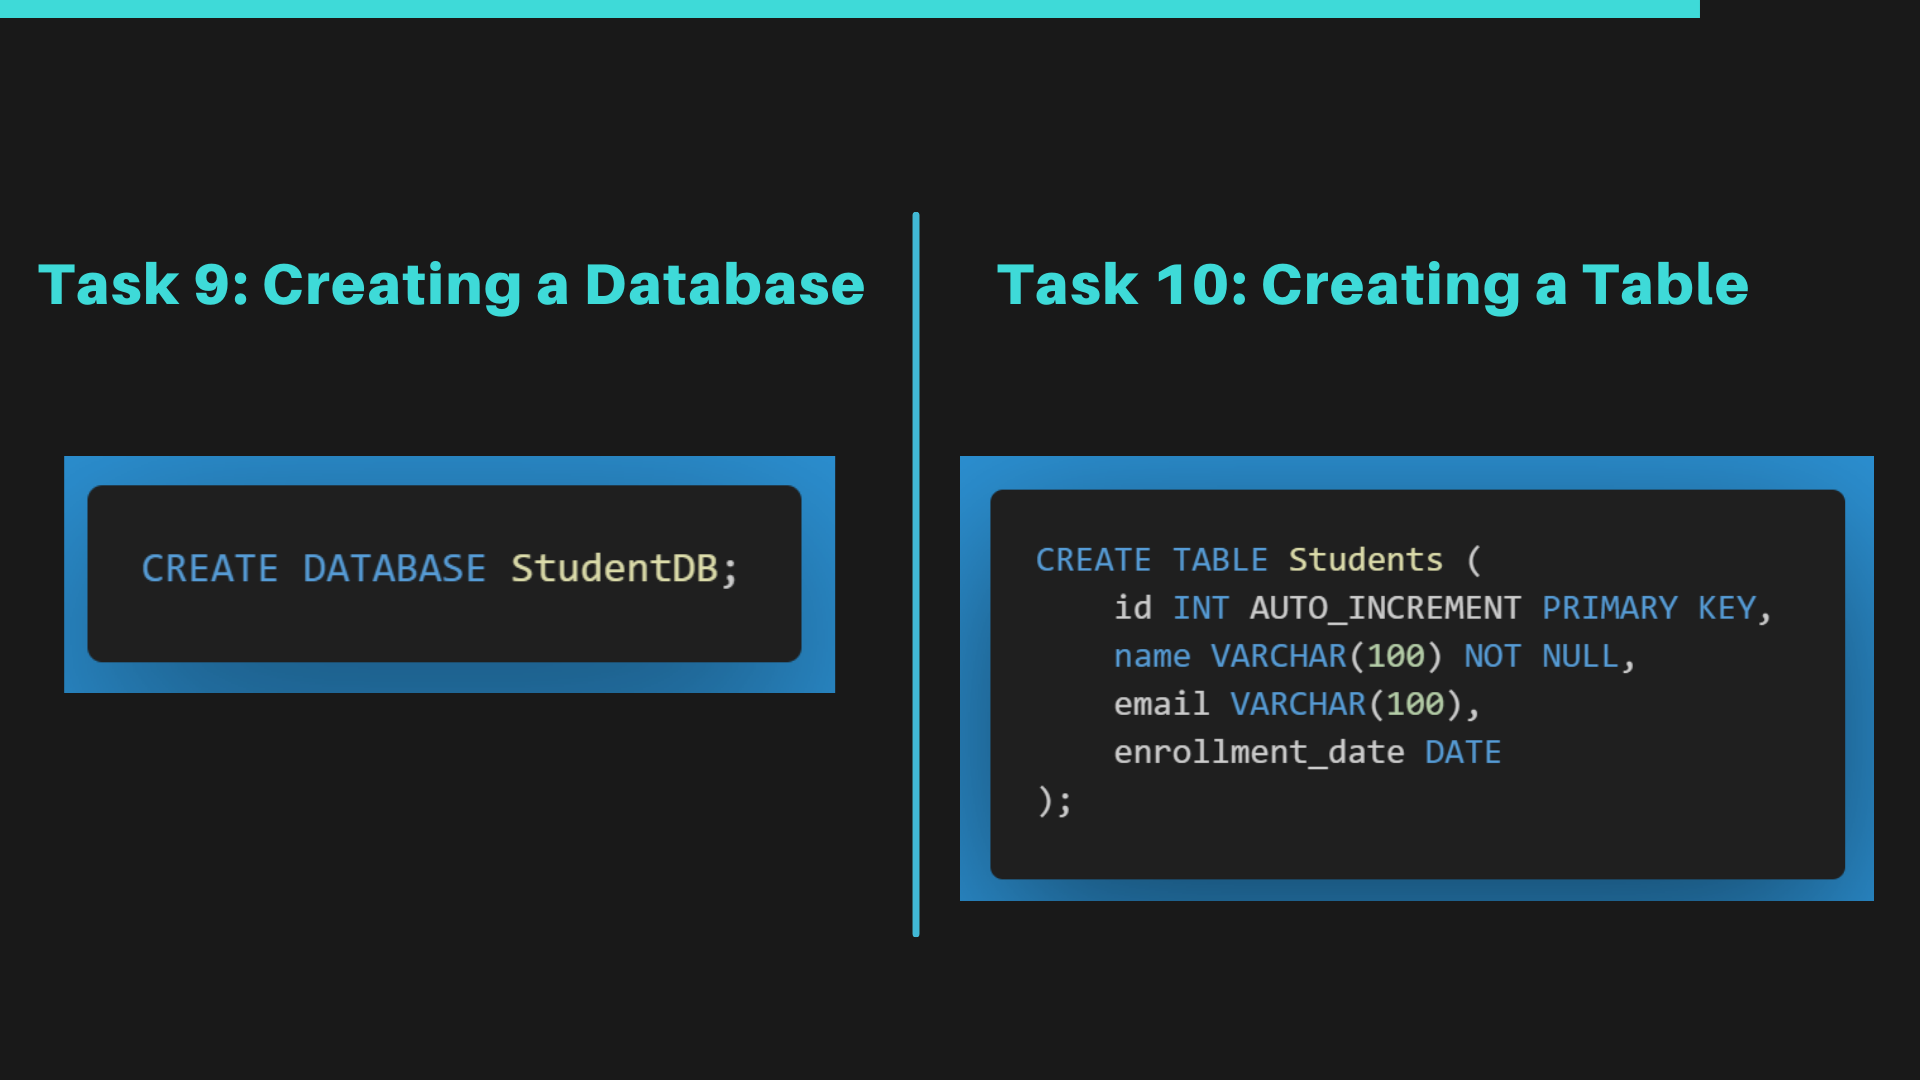 Task 9: Creating a Database
CREATE DATABASE StudentDB;
Task 10: Creating a Table
CREATE TABLE Students (
    id INT AUTO_INCREMENT PRIMARY KEY,
    name VARCHAR(100) NOT NULL,
    email VARCHAR(100),
    enrollment_date DATE
);